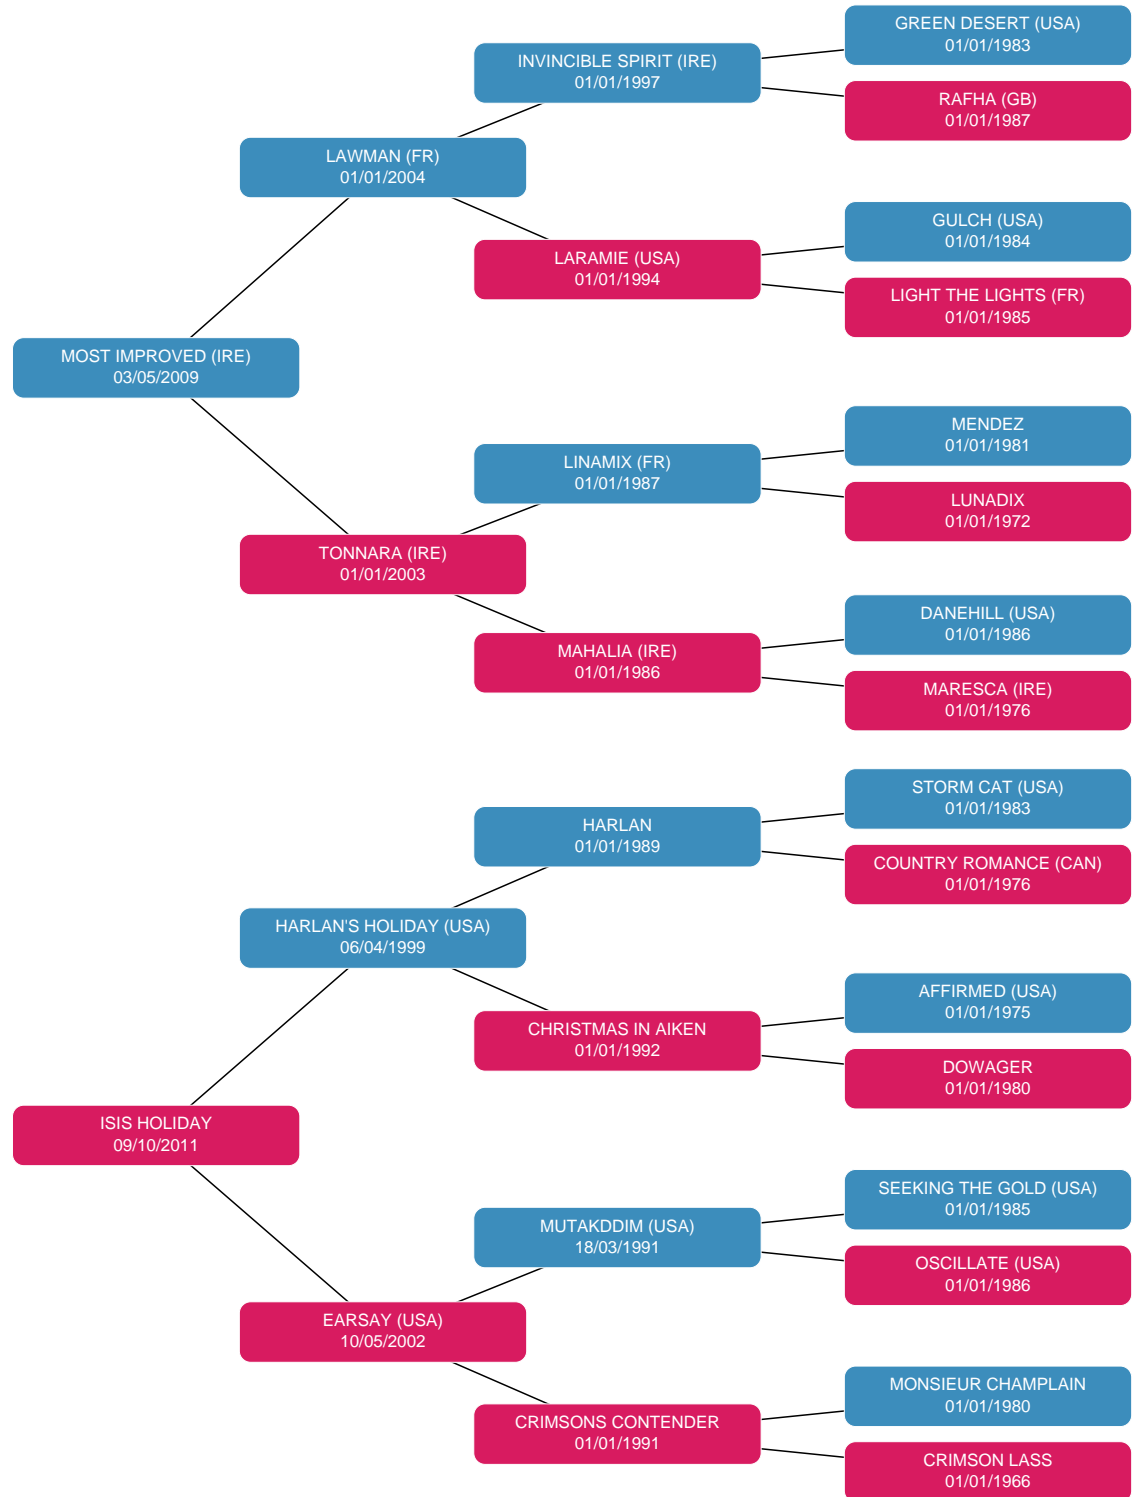 GREEN DESERT (USA)
01/01/1983
INVINCIBLE SPIRIT (IRE)
01/01/1997
RAFHA (GB)
01/01/1987
LAWMAN (FR)
01/01/2004
GULCH (USA)
01/01/1984
LARAMIE (USA)
01/01/1994
LIGHT THE LIGHTS (FR)
01/01/1985
MOST IMPROVED (IRE)
03/05/2009
MENDEZ
01/01/1981
LINAMIX (FR)
01/01/1987
LUNADIX
01/01/1972
TONNARA (IRE)
01/01/2003
DANEHILL (USA)
01/01/1986
MAHALIA (IRE)
01/01/1986
MARESCA (IRE)
01/01/1976
STORM CAT (USA)
01/01/1983
HARLAN
01/01/1989
COUNTRY ROMANCE (CAN)
01/01/1976
HARLAN'S HOLIDAY (USA)
06/04/1999
AFFIRMED (USA)
01/01/1975
CHRISTMAS IN AIKEN
01/01/1992
DOWAGER
01/01/1980
ISIS HOLIDAY
09/10/2011
SEEKING THE GOLD (USA)
01/01/1985
MUTAKDDIM (USA)
18/03/1991
OSCILLATE (USA)
01/01/1986
EARSAY (USA)
10/05/2002
MONSIEUR CHAMPLAIN
01/01/1980
CRIMSONS CONTENDER
01/01/1991
CRIMSON LASS
01/01/1966